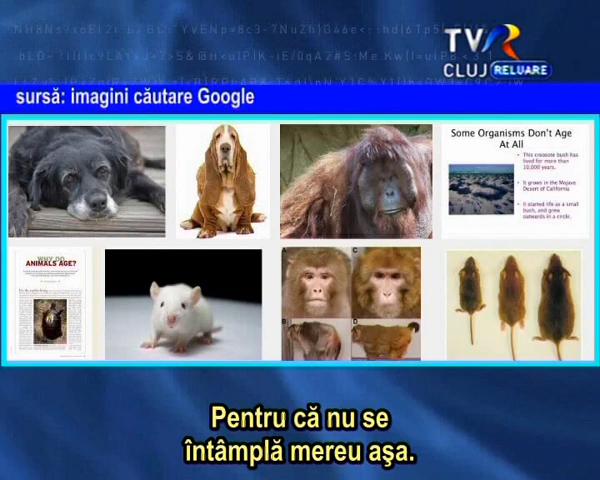 TVR
CLUJ RELUARE
sursă: imagini căutare Google
Some Organisms Don't Age
At All
• This creosote bush has
lived for more than
10,000 years.
• It grows in the Mojave
Desert of California
• It started life as a small
bush, and grew
outwards in a circle.
WHY DO
ANIMALS AGE?
C
B
D
Pentru că nu se
întâmplă mereu aşa.